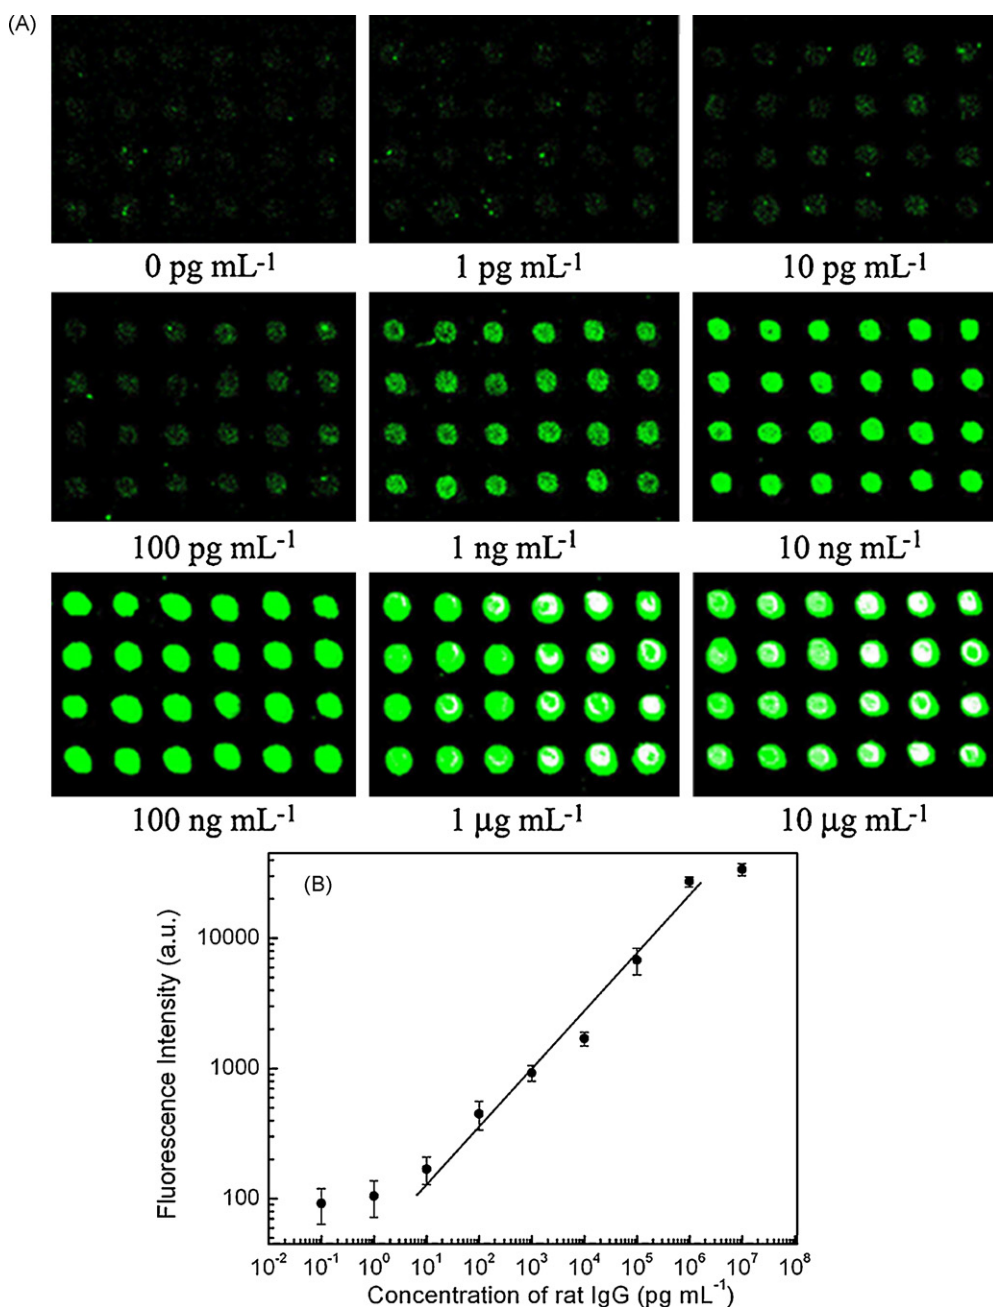 (A)
0 pg mL⁻¹ 1 pg mL⁻¹ 10 pg mL⁻¹
100 pg mL⁻¹ 1 ng mL⁻¹ 10 ng mL⁻¹
100 ng mL⁻¹ 1 µg mL⁻¹ 10 µg mL⁻¹
(B)
Fluorescence Intensity (a.u.)
10000
1000
100
10⁻² 10⁻¹ 10⁰ 10¹ 10² 10³ 10⁴ 10⁵ 10⁶ 10⁷ 10⁸
Concentration of rat IgG (pg mL⁻¹)